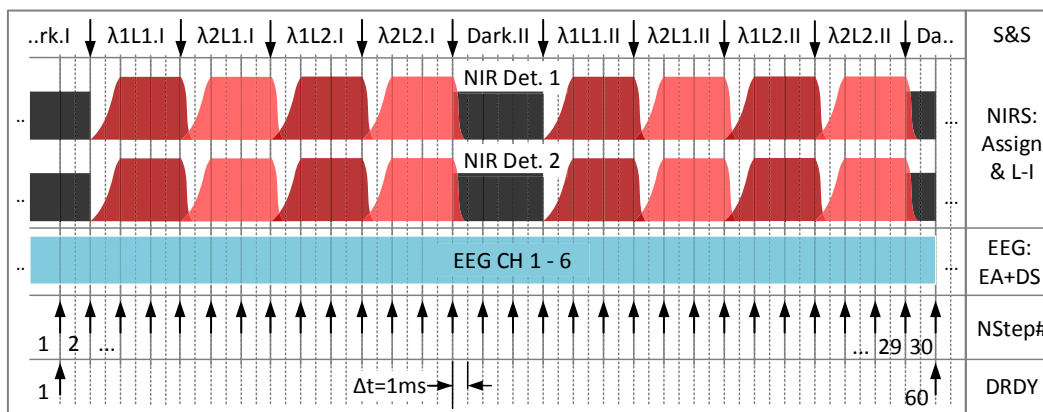 ..rk.I λ1L1.I λ2L1.I λ1L2.I λ2L2.I Dark.II λ1L1.II λ2L1.II λ1L2.II λ2L2.II Da.. S&S
NIR Det. 1
.. ...
NIRS:
Assign
& L-I
NIR Det. 2
.. ...
.. EEG CH 1 - 6 ...
EEG:
EA+DS
1 2 ... ... 29 30 NStep#
1 Δt=1ms 60 DRDY